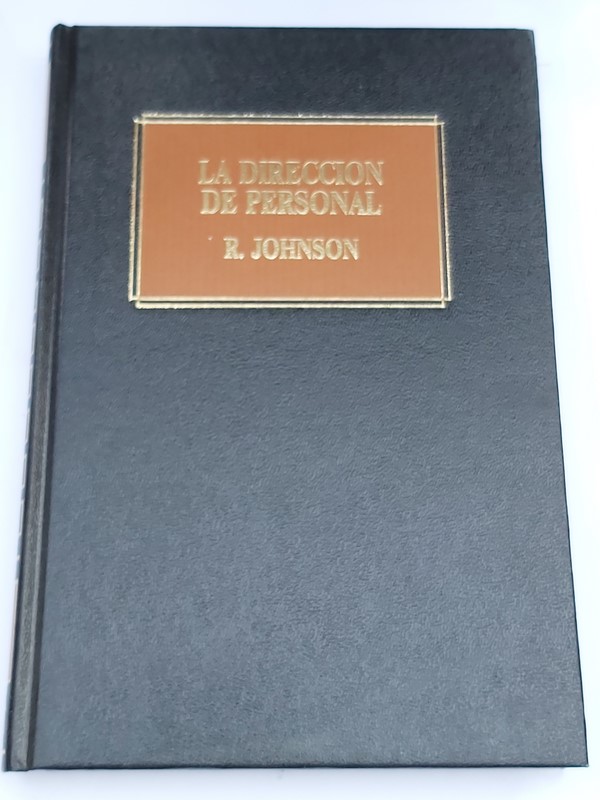 LA DIRECCION
DE PERSONAL
R. JOHNSON